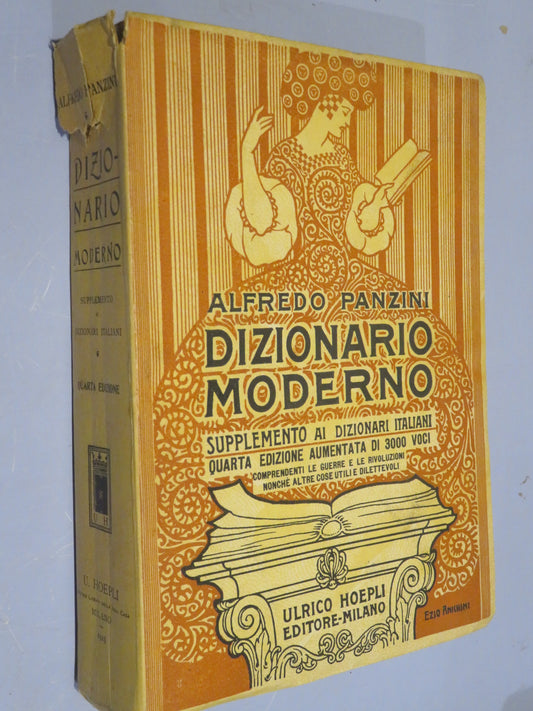 ALFREDO PANZINI
DIZIO-
NARIO
MODERNO
SUPPLEMENTO
DIZIONARI ITALIANI
QUARTA EDIZIONE
H
U. HOEPLI
MILANO
ALFREDO PANZINI
DIZIONARIO
MODERNO
SUPPLEMENTO AI DIZIONARI ITALIANI
QUARTA EDIZIONE AUMENTATA DI 3000 VOCI
COMPRENDENTI LE GUERRE E LE RIVOLUZIONI
NONCHÈ ALTRE COSE UTILI E DILETTEVOLI
ULRICO HOEPLI
EDITORE-MILANO
EZIO ANICHINI